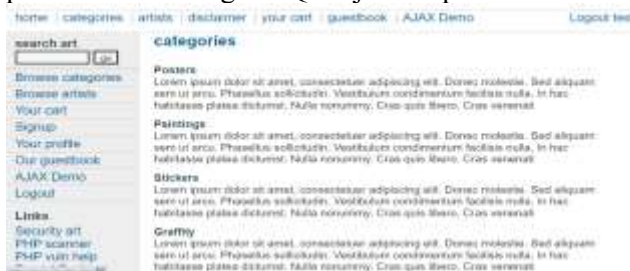 home | categories | artists | disclaimer | your cart | guestbook | AJAX Demo
Logout test
search art
go
Browse categories
Browse artists
Your cart
Signup
Your profile
Our guestbook
AJAX Demo
Logout
Links
Security art
PHP scanner
PHP vuln help
categories
Posters
Lorem ipsum dolor sit amet, consectetuer adipiscing elit. Donec molestie. Sed aliquam
sem ut arcu. Phasellus sollicitudin. Vestibulum condimentum facilisis nulla. In hac
habitasse platea dictumst. Nulla nonummy. Cras quis libero. Cras venenati
Paintings
Lorem ipsum dolor sit amet, consectetuer adipiscing elit. Donec molestie. Sed aliquam
sem ut arcu. Phasellus sollicitudin. Vestibulum condimentum facilisis nulla. In hac
habitasse platea dictumst. Nulla nonummy. Cras quis libero. Cras venenati
Stickers
Lorem ipsum dolor sit amet, consectetuer adipiscing elit. Donec molestie. Sed aliquam
sem ut arcu. Phasellus sollicitudin. Vestibulum condimentum facilisis nulla. In hac
habitasse platea dictumst. Nulla nonummy. Cras quis libero. Cras venenati
Graffity
Lorem ipsum dolor sit amet, consectetuer adipiscing elit. Donec molestie. Sed aliquam
sem ut arcu. Phasellus sollicitudin. Vestibulum condimentum facilisis nulla. In hac
habitasse platea dictumst. Nulla nonummy. Cras quis libero. Cras venenati